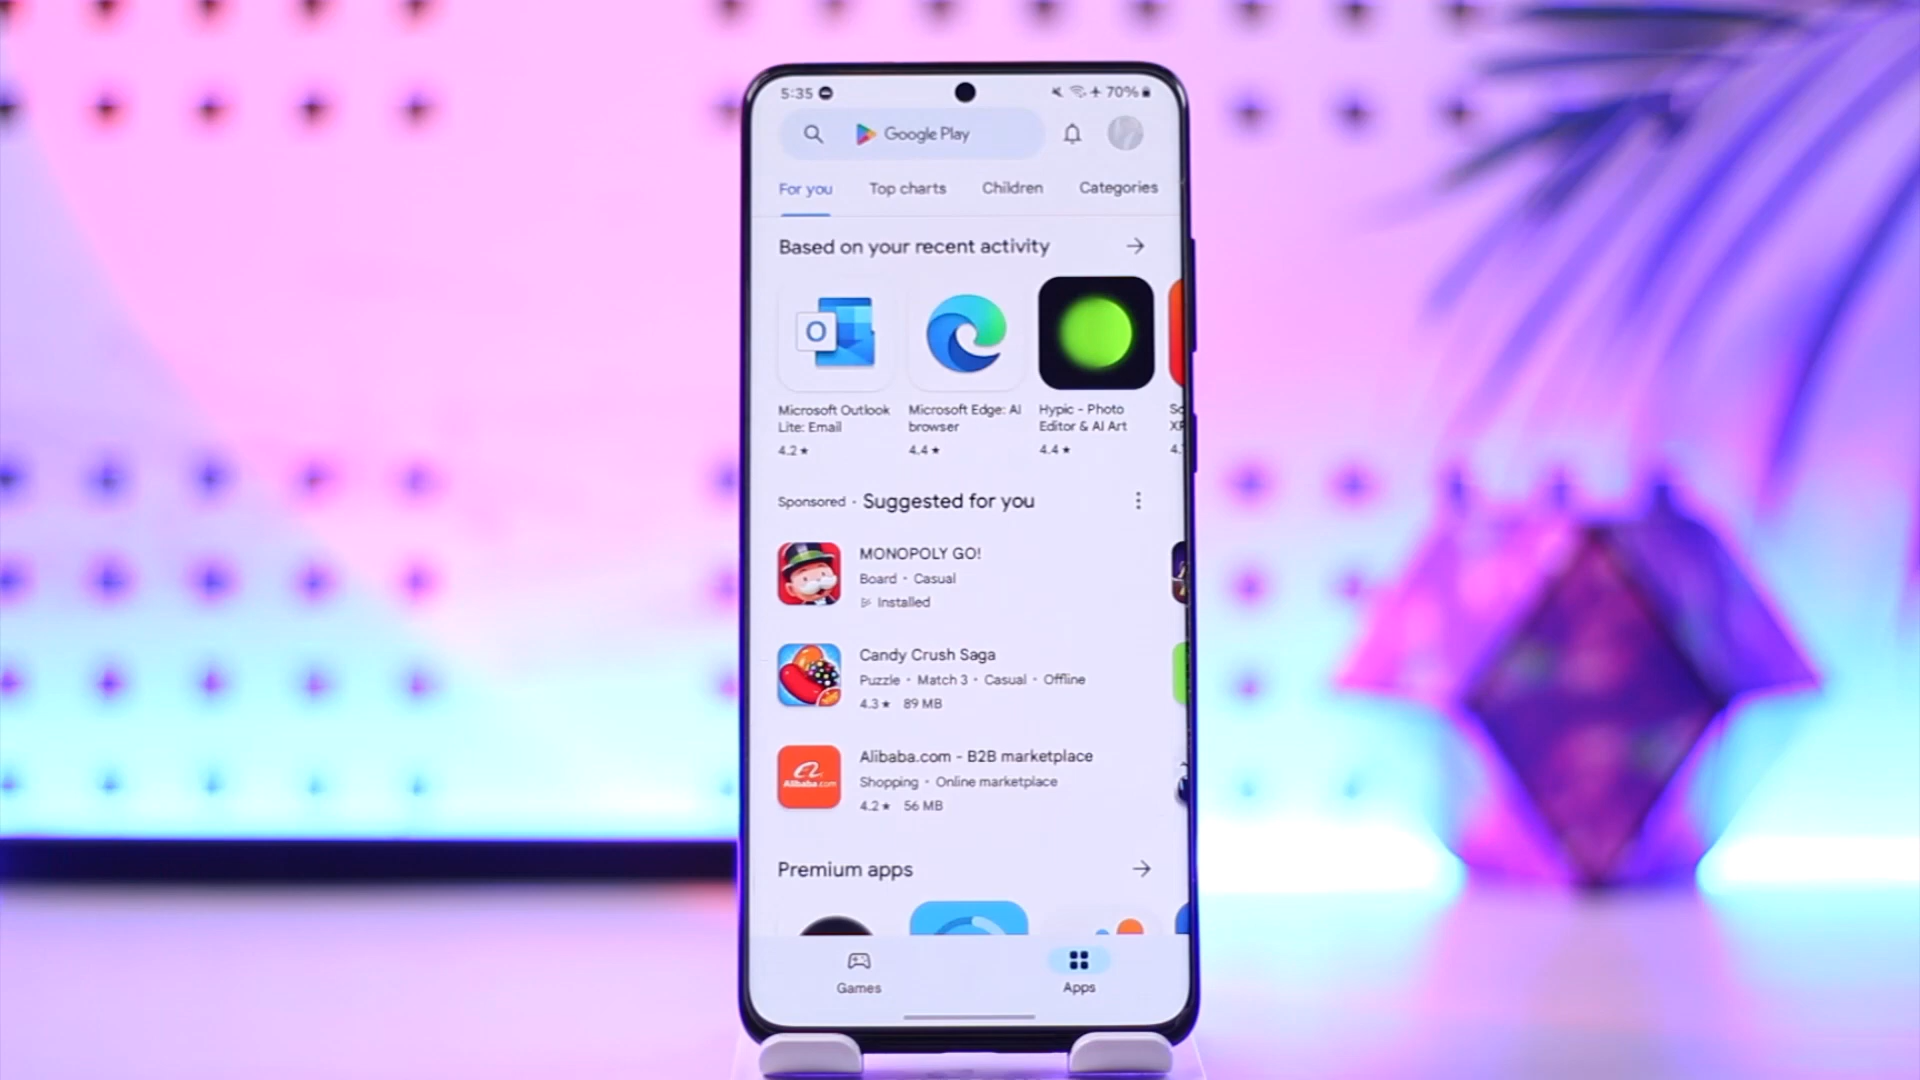 5:35
70%
Google Play
For you
Top charts
Children
Categories
Based on your recent activity
Microsoft Outlook
Lite: Email
4.2★
Microsoft Edge: AI
browser
4.4★
Hypic - Photo
Editor & AI Art
4.4★
Sponsored · Suggested for you
MONOPOLY GO!
Board · Casual
Installed
Candy Crush Saga
Puzzle · Match 3 · Casual · Offline
4.3★ 89 MB
Alibaba.com
Alibaba.com - B2B marketplace
Shopping · Online marketplace
4.2★ 56 MB
Premium apps
Games
Apps